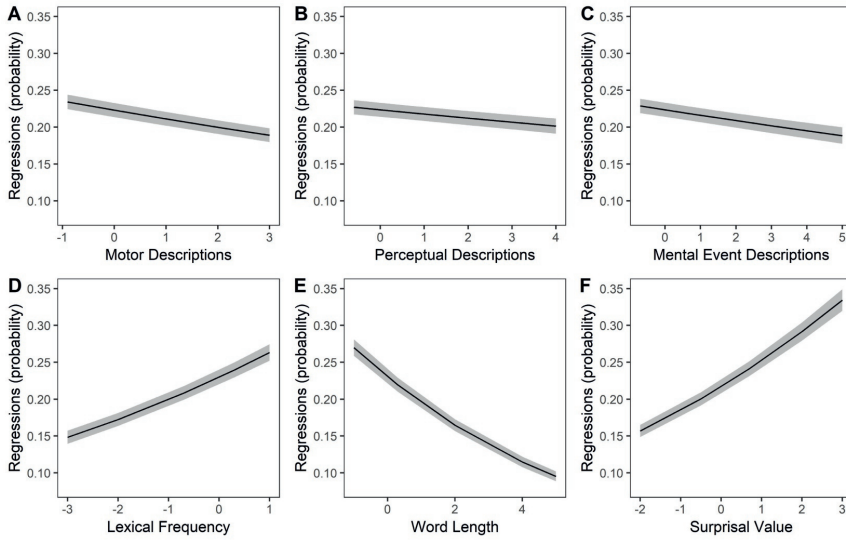 A
Regressions (probability)
0.35
0.30
0.25
0.20
0.15
0.10
-1 0 1 2 3
Motor Descriptions
B
Regressions (probability)
0.35
0.30
0.25
0.20
0.15
0.10
0 1 2 3 4
Perceptual Descriptions
C
Regressions (probability)
0.35
0.30
0.25
0.20
0.15
0.10
0 1 2 3 4 5
Mental Event Descriptions
D
Regressions (probability)
0.35
0.30
0.25
0.20
0.15
0.10
-3 -2 -1 0 1
Lexical Frequency
E
Regressions (probability)
0.35
0.30
0.25
0.20
0.15
0.10
0 2 4
Word Length
F
Regressions (probability)
0.35
0.30
0.25
0.20
0.15
0.10
-2 -1 0 1 2 3
Surprisal Value